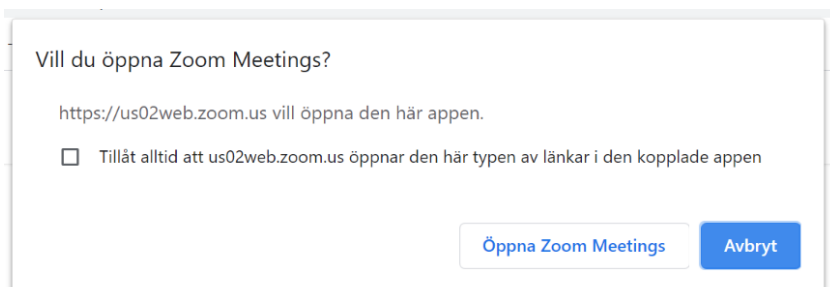 Vill du öppna Zoom Meetings?
https://us02web.zoom.us vill öppna den här appen.
Tillåt alltid att us02web.zoom.us öppnar den här typen av länkar i den kopplade appen
Öppna Zoom Meetings Avbryt